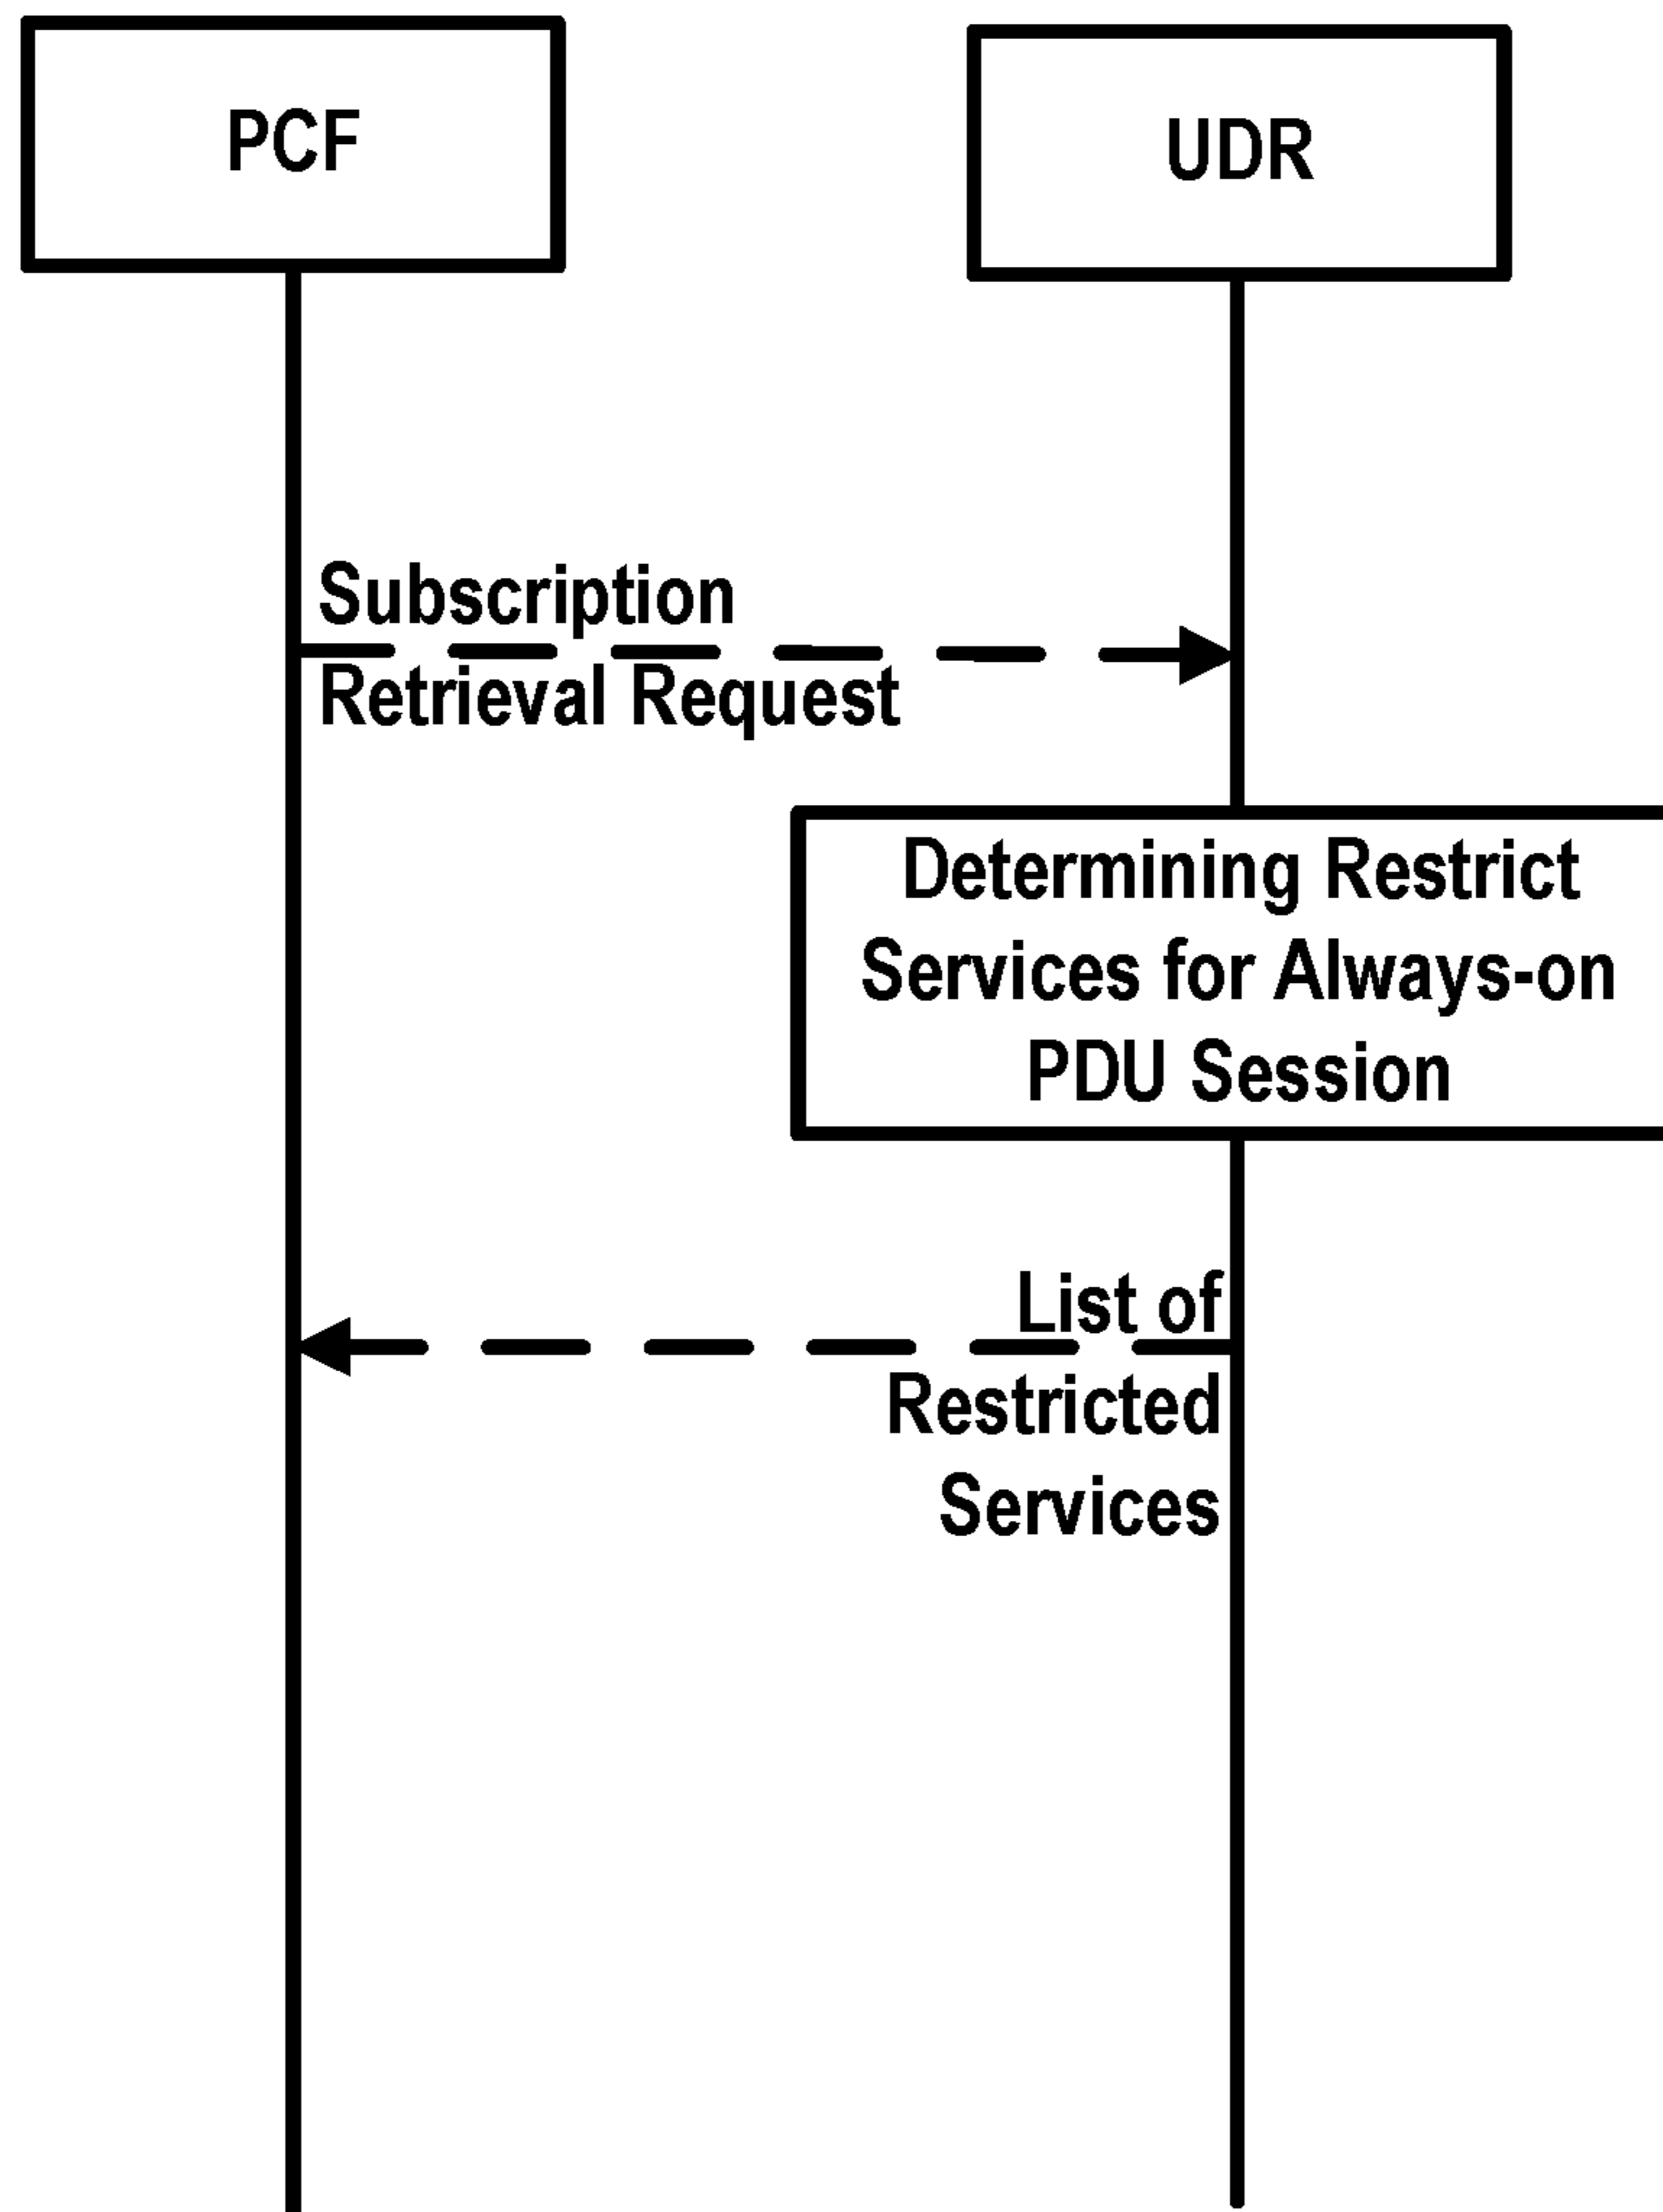 PCF
UDR
Subscription
Retrieval Request
Determining Restrict
Services for Always-on
PDU Session
List of
Restricted
Services